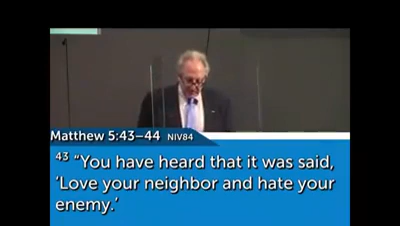 Matthew 5:43–44 NIV84
43 “You have heard that it was said,
‘Love your neighbor and hate your
enemy.’